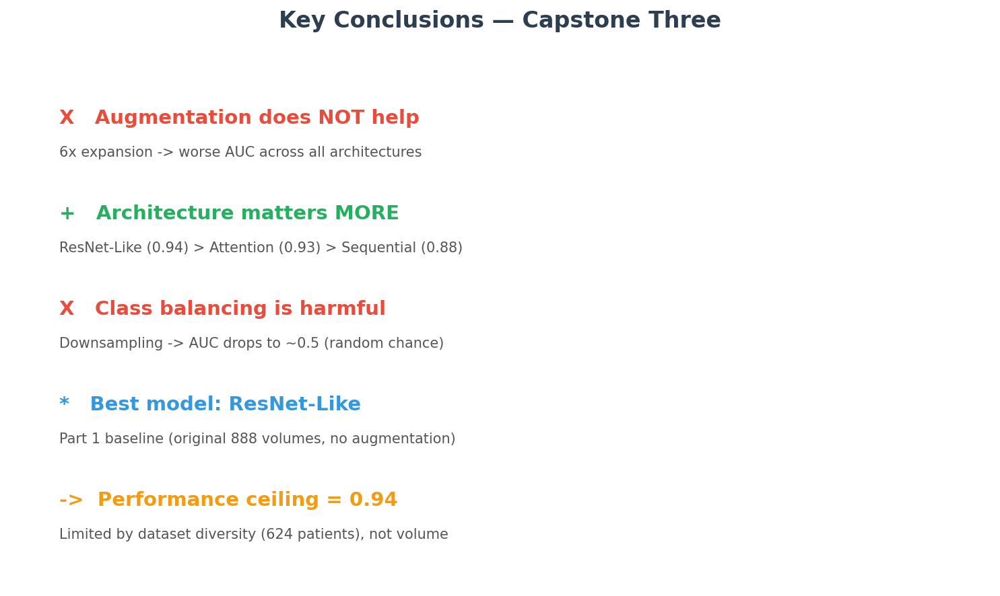 Key Conclusions — Capstone Three
X Augmentation does NOT help
6x expansion -> worse AUC across all architectures
+ Architecture matters MORE
ResNet-Like (0.94) > Attention (0.93) > Sequential (0.88)
X Class balancing is harmful
Downsampling -> AUC drops to ~0.5 (random chance)
* Best model: ResNet-Like
Part 1 baseline (original 888 volumes, no augmentation)
-> Performance ceiling = 0.94
Limited by dataset diversity (624 patients), not volume